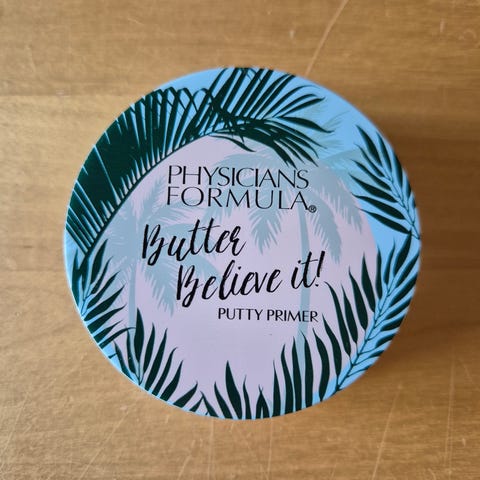 PHYSICIANS
FORMULA®
Butter
Believe it!
PUTTY PRIMER